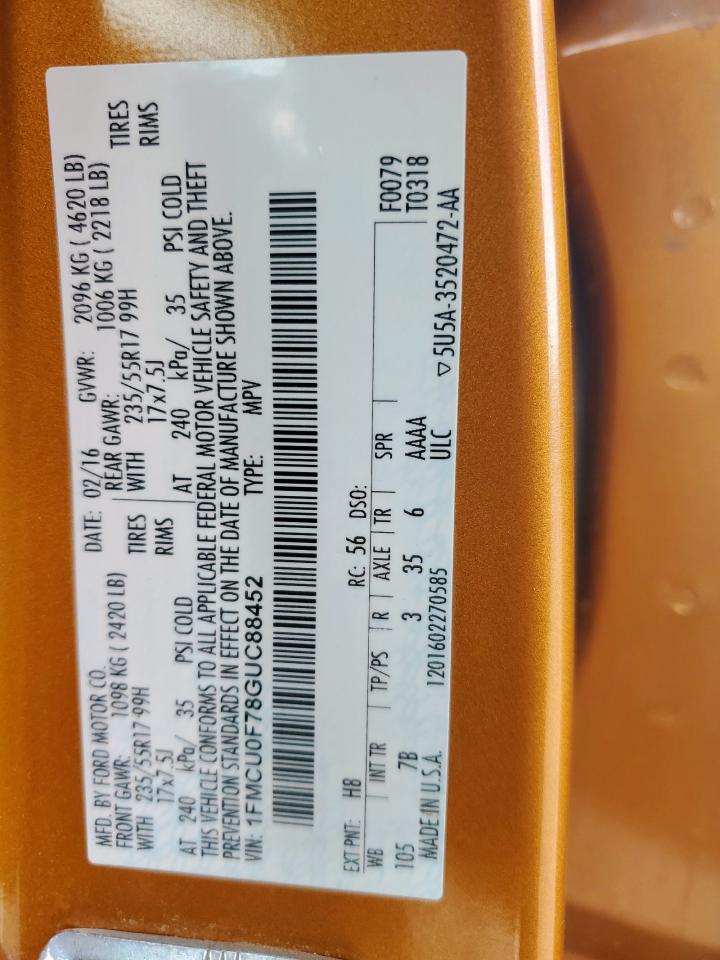 MFD. BY FORD MOTOR CO. DATE: 02/16 GVWR: 2096 KG ( 4620 LB)
FRONT GAWR: 1098 KG ( 2420 LB) REAR GAWR: 1006 KG ( 2218 LB)
WITH 235/55R17 99H TIRES WITH 235/55R17 99H TIRES
17x7.5J RIMS 17x7.5J RIMS
AT 240 kPa/ 35 PSI COLD AT 240 kPa/ 35 PSI COLD
THIS VEHICLE CONFORMS TO ALL APPLICABLE FEDERAL MOTOR VEHICLE SAFETY AND THEFT
PREVENTION STANDARDS IN EFFECT ON THE DATE OF MANUFACTURE SHOWN ABOVE.
VIN: 1FMCU0F78GUC88452 TYPE: MPV
EXT PNT: H8 RC: 56 DSO:
WB INT TR TP/PS R AXLE TR SPR F0079
105 7B 3 35 6 AAAA T0318
MADE IN U.S.A. 1201602270585 ULC ▽5U5A-3520472-AA